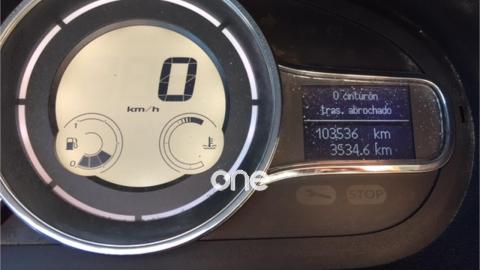 0
km/h
1
0
0 cinturón
tras. abrochado
103536 km
3534.6 km
one
STOP